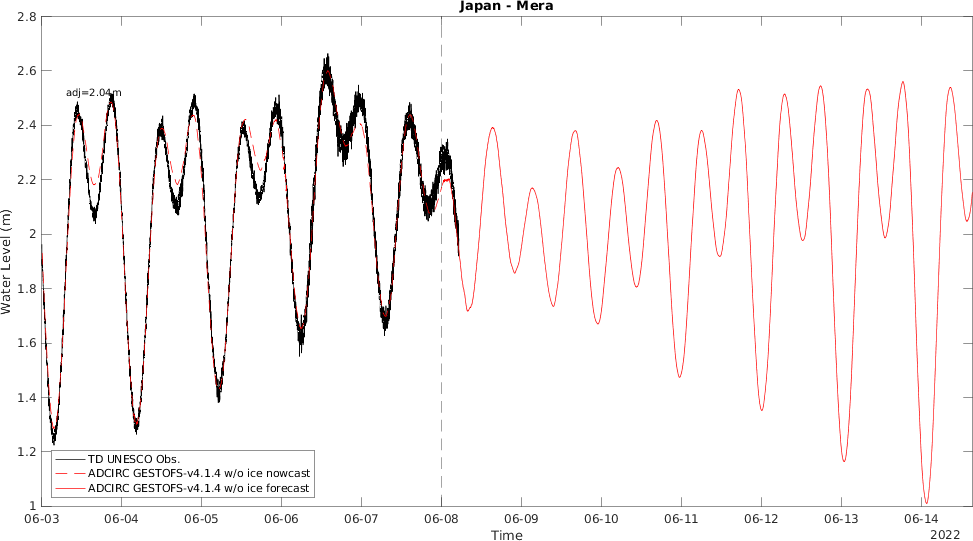 Japan - Mera
2.8
2.6
2.4
2.2
2
1.8
1.6
1.4
1.2
1
Water Level (m)
adj=2.04m
TD UNESCO Obs.
ADCIRC GESTOFS-v4.1.4 w/o ice nowcast
ADCIRC GESTOFS-v4.1.4 w/o ice forecast
06-03 06-04 06-05 06-06 06-07 06-08 06-09 06-10 06-11 06-12 06-13 06-14
Time
2022